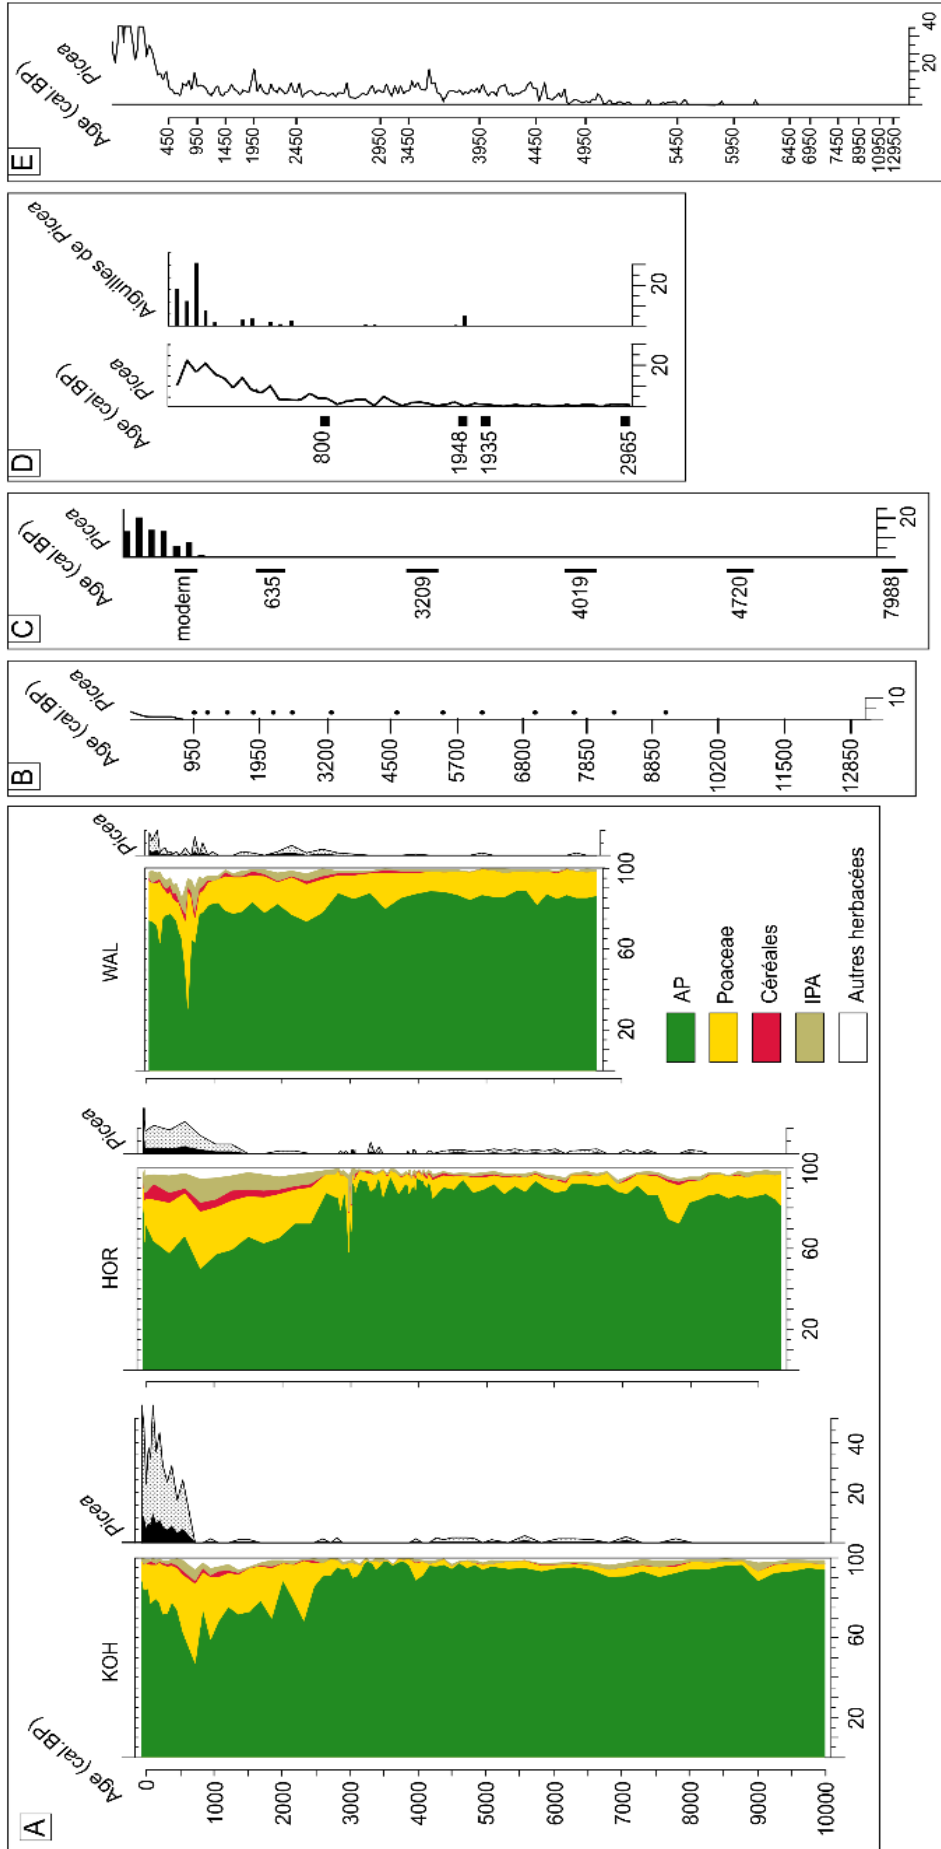 A
Age (cal.BP)
KOH
Picea
HOR
Picea
WAL
Picea
0
1000
2000
3000
4000
5000
6000
7000
8000
9000
10000
20
60
100
20
40
20
60
100
20
60
100
AP
Poaceae
Céréales
IPA
Autres herbacées
B
Age (cal.BP)
Picea
950
1950
3200
4500
5700
6800
7850
8850
10200
11500
12850
10
C
Age (cal.BP)
Picea
modern
635
3209
4019
4720
7988
20
D
Age (cal.BP)
Picea
Aiguilles de Picea
800
1948
1935
2965
20
20
E
Age (cal.BP)
Picea
450
950
1450
1950
2450
2950
3450
3950
4450
4950
5450
5950
6450
6950
7450
8950
10950
12950
20
40